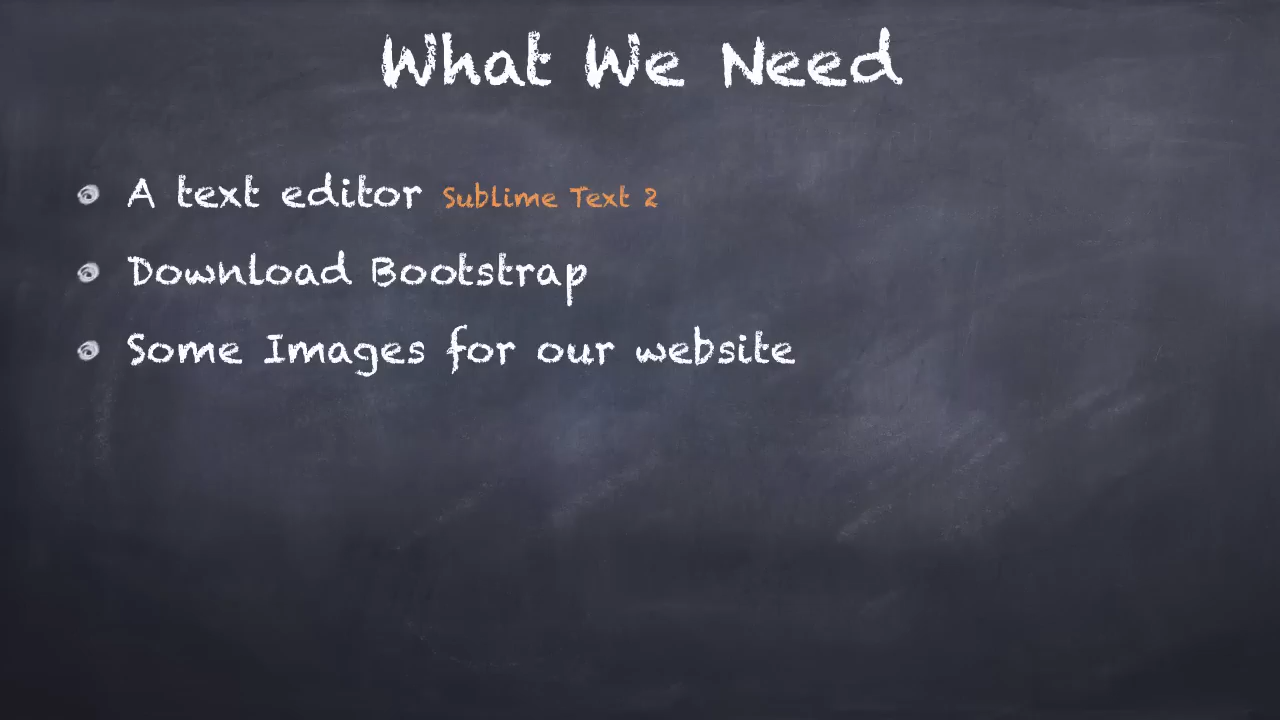 What We Need
A text editor Sublime Text 2
Download Bootstrap
Some Images for our website